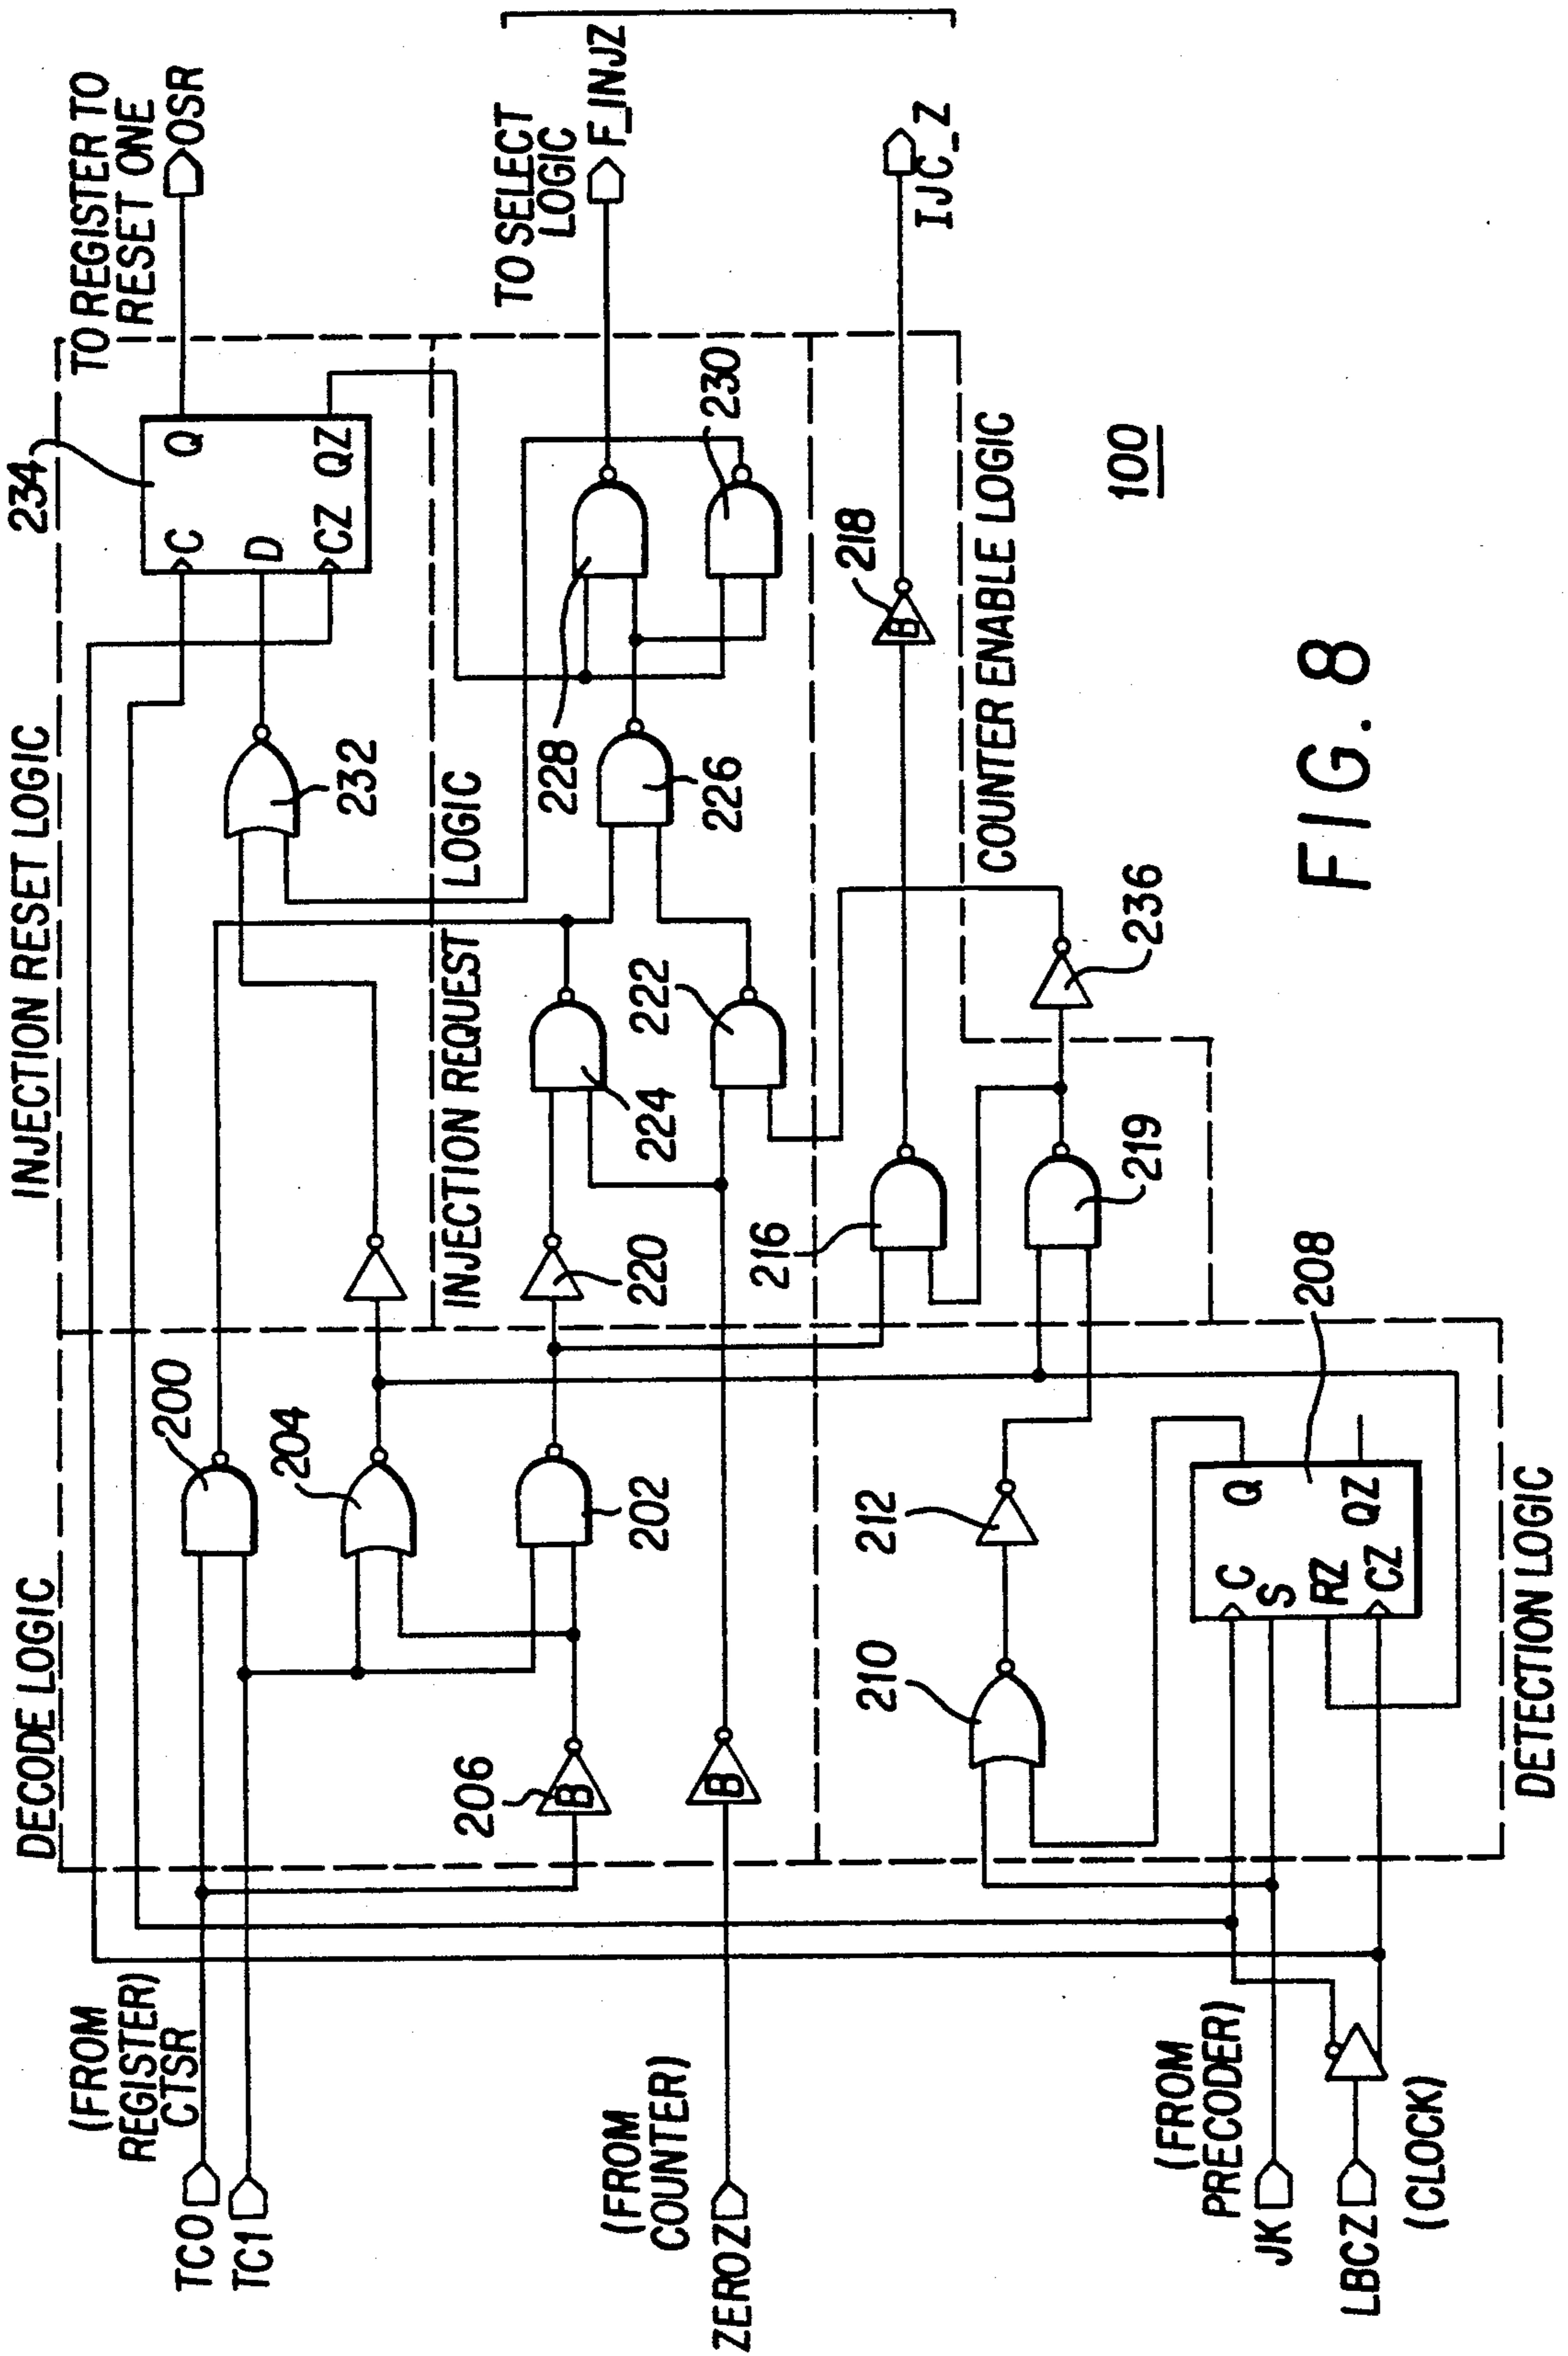 INJECTION RESET LOGIC
DECODE LOGIC
234
TO REGISTER TO
RESET ONE
OSR
C
Q
D
CZ
QZ
232
200
204
202
206
B
(FROM
REGISTER)
CTSR
TC0
TC1
INJECTION REQUEST LOGIC
TO SELECT
LOGIC
F_INJZ
228
230
226
224
222
220
B
(FROM
COUNTER)
ZEROZ
218
B
IJC_Z
216
COUNTER ENABLE LOGIC
236
219
212
210
208
C
S
RZ
CZ
Q
QZ
(FROM
PRECODER)
JK
LBCZ
(CLOCK)
DETECTION LOGIC
100
FIG. 8